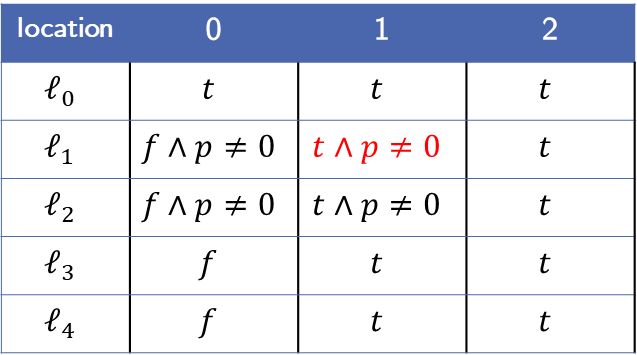 location 0 1 2
ℓ₀ t t t
ℓ₁ f ∧ p ≠ 0 t ∧ p ≠ 0 t
ℓ₂ f ∧ p ≠ 0 t ∧ p ≠ 0 t
ℓ₃ f t t
ℓ₄ f t t